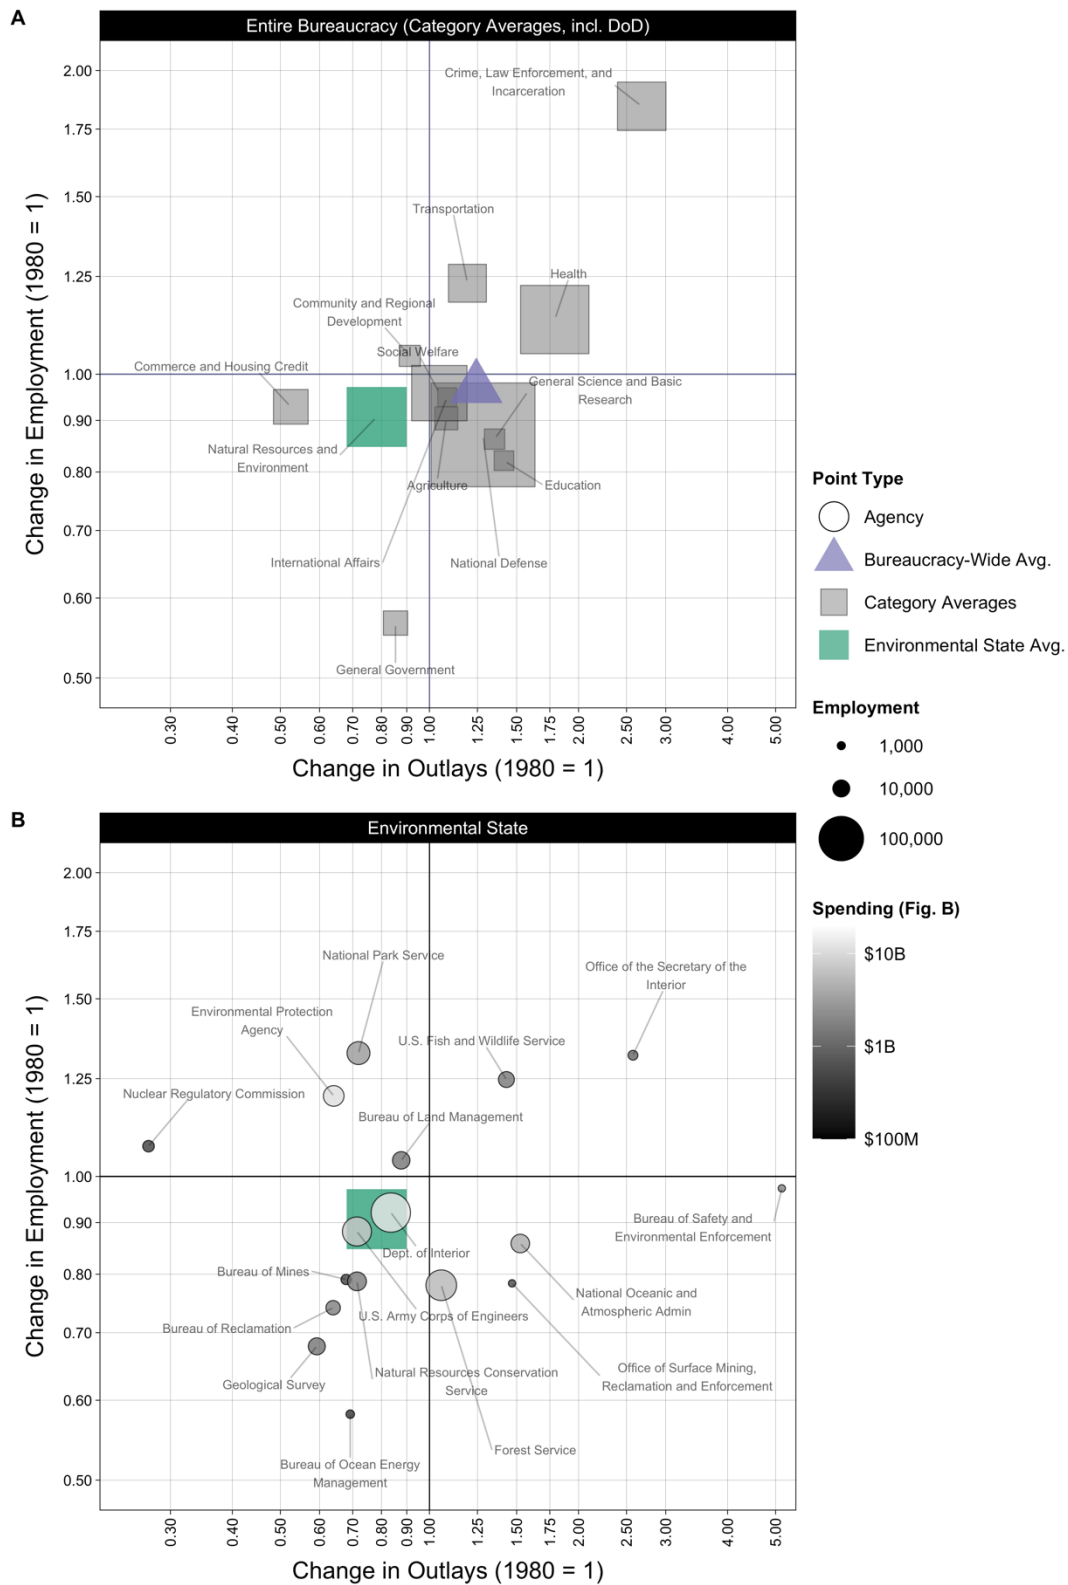 A
Entire Bureaucracy (Category Averages, incl. DoD)
Change in Employment (1980 = 1)
2.00
1.75
1.50
1.25
1.00
0.90
0.80
0.70
0.60
0.50
Crime, Law Enforcement, and
Incarceration
Transportation
Health
Community and Regional
Development
Social Welfare
Commerce and Housing Credit
General Science and Basic
Research
Natural Resources and
Environment
Agriculture
Education
International Affairs
National Defense
General Government
0.30
0.40
0.50
0.60
0.70
0.80
0.90
1.00
1.25
1.50
1.75
2.00
2.50
3.00
4.00
5.00
Change in Outlays (1980 = 1)
Point Type
Agency
Bureaucracy-Wide Avg.
Category Averages
Environmental State Avg.
Employment
1,000
10,000
100,000
Spending (Fig. B)
$10B
$1B
$100M
B
Environmental State
Change in Employment (1980 = 1)
2.00
1.75
1.50
1.25
1.00
0.90
0.80
0.70
0.60
0.50
National Park Service
Office of the Secretary of the
Interior
Environmental Protection
Agency
U.S. Fish and Wildlife Service
Nuclear Regulatory Commission
Bureau of Land Management
Bureau of Safety and
Environmental Enforcement
Dept. of Interior
Bureau of Mines
National Oceanic and
Atmospheric Admin
U.S. Army Corps of Engineers
Bureau of Reclamation
Office of Surface Mining,
Reclamation and Enforcement
Natural Resources Conservation
Service
Geological Survey
Forest Service
Bureau of Ocean Energy
Management
0.30
0.40
0.50
0.60
0.70
0.80
0.90
1.00
1.25
1.50
1.75
2.00
2.50
3.00
4.00
5.00
Change in Outlays (1980 = 1)